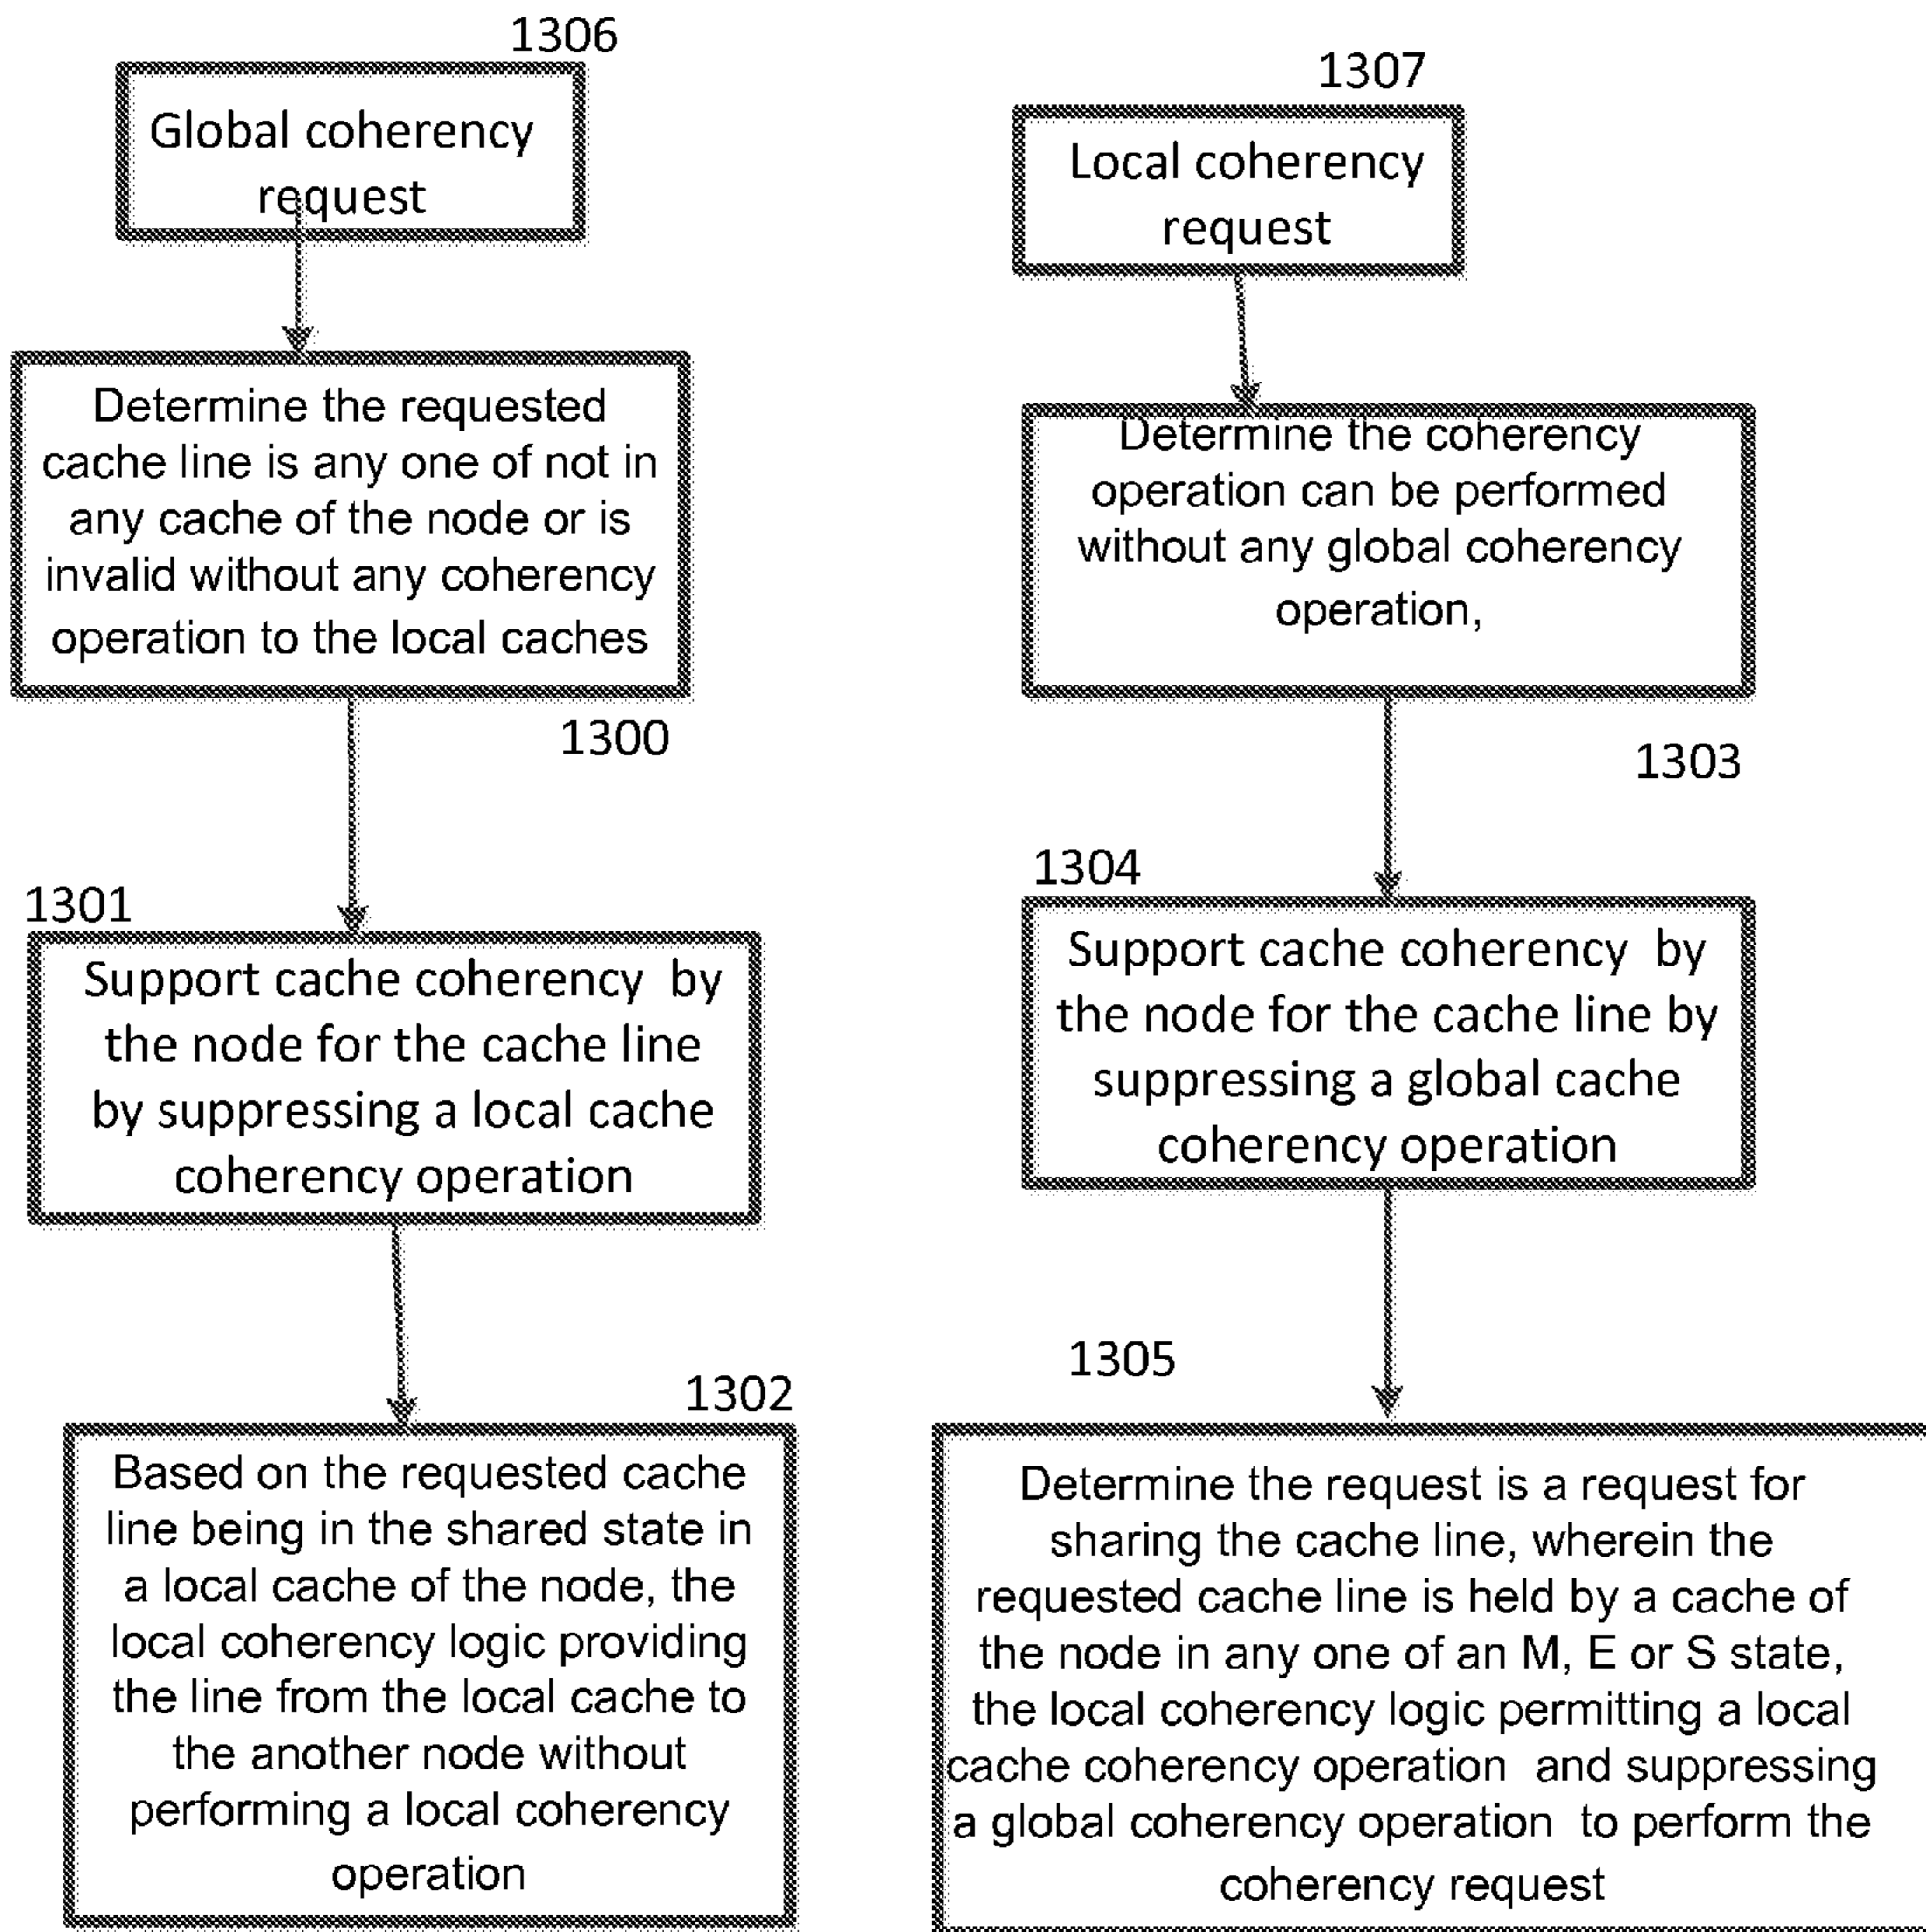 1306
Global coherency
request
Determine the requested
cache line is any one of not in
any cache of the node or is
invalid without any coherency
operation to the local caches
1300
1301
Support cache coherency by
the node for the cache line
by suppressing a local cache
coherency operation
1302
Based on the requested cache
line being in the shared state in
a local cache of the node, the
local coherency logic providing
the line from the local cache to
the another node without
performing a local coherency
operation
1307
Local coherency
request
Determine the coherency
operation can be performed
without any global coherency
operation,
1303
1304
Support cache coherency by
the node for the cache line by
suppressing a global cache
coherency operation
1305
Determine the request is a request for
sharing the cache line, wherein the
requested cache line is held by a cache of
the node in any one of an M, E or S state,
the local coherency logic permitting a local
cache coherency operation and suppressing
a global coherency operation to perform the
coherency request